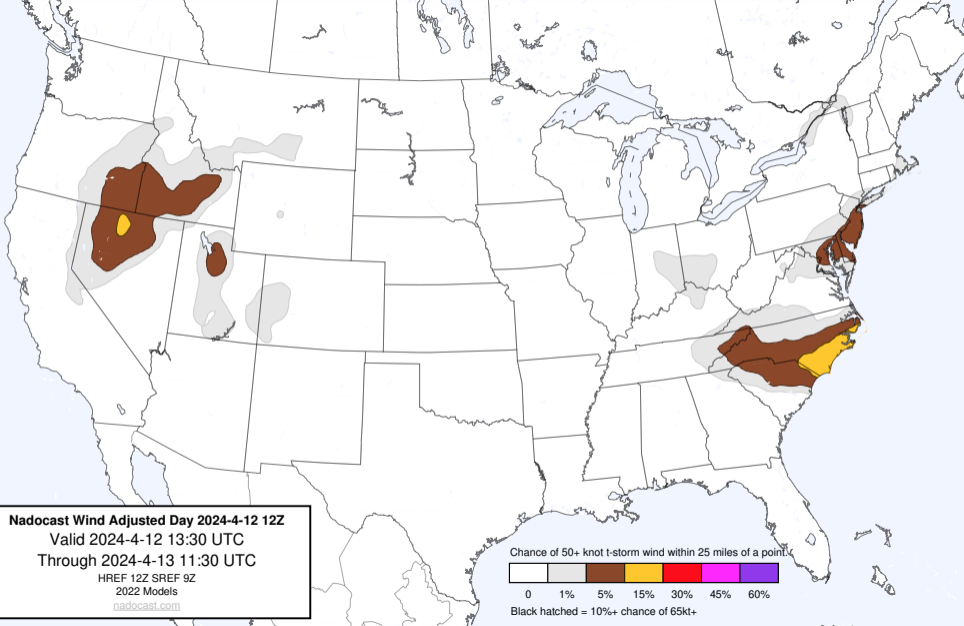 Nadocast Wind Adjusted Day 2024-4-12 12Z
Valid 2024-4-12 13:30 UTC
Through 2024-4-13 11:30 UTC
HREF 12Z SREF 9Z
2022 Models
nadocast.com
Chance of 50+ knot t-storm wind within 25 miles of a point.
0 1% 5% 15% 30% 45% 60%
Black hatched = 10%+ chance of 65kt+